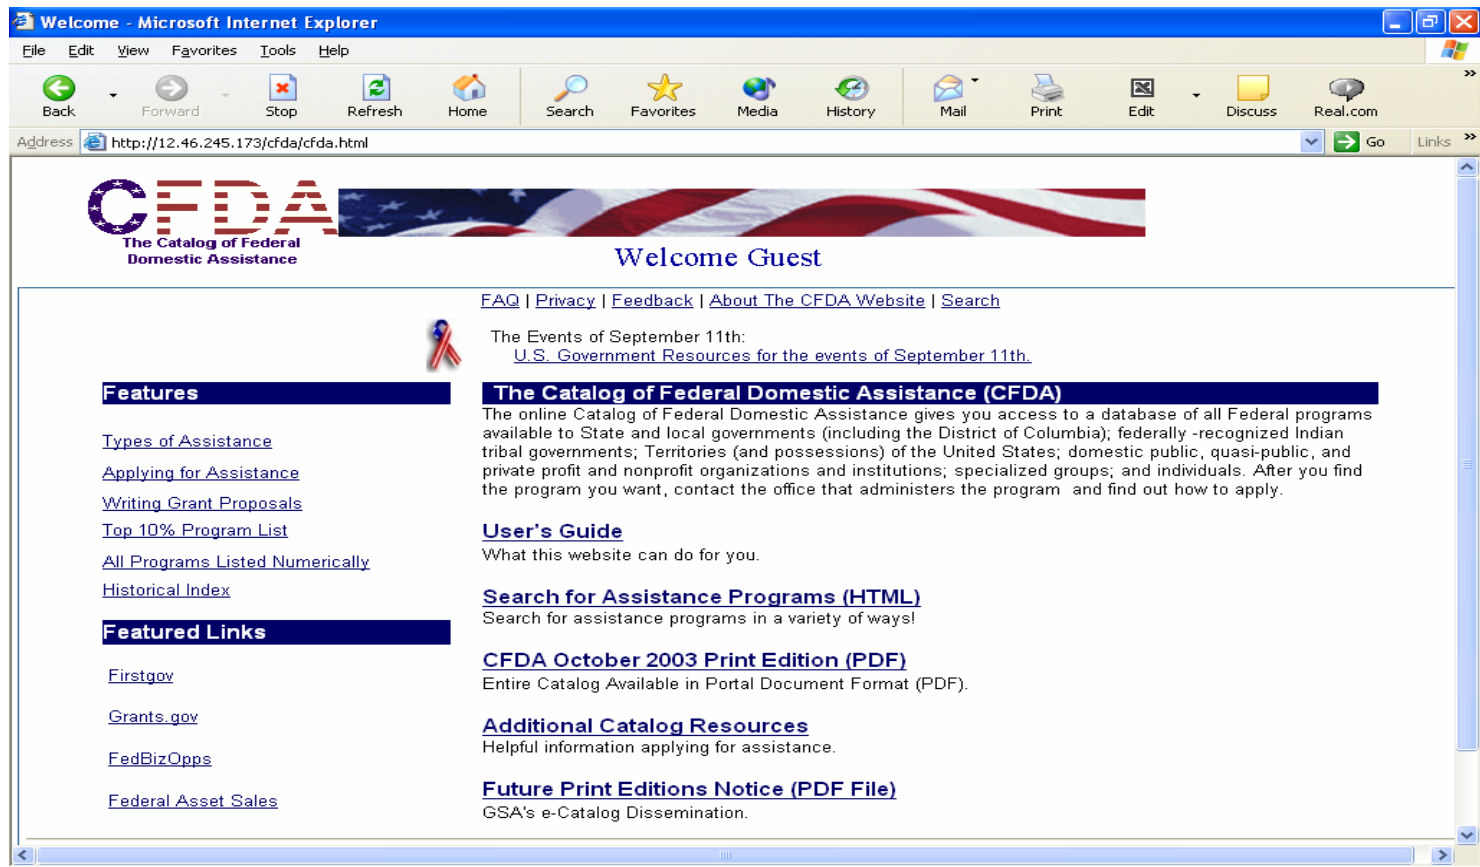 Welcome - Microsoft Internet Explorer
File Edit View Favorites Tools Help
Back Forward Stop Refresh Home Search Favorites Media History Mail Print Edit Discuss Real.com
Address http://12.46.245.173/cfda/cfda.html Go Links
CFDA
The Catalog of Federal
Domestic Assistance
Welcome Guest
FAQ | Privacy | Feedback | About The CFDA Website | Search
The Events of September 11th:
U.S. Government Resources for the events of September 11th.
Features
Types of Assistance
Applying for Assistance
Writing Grant Proposals
Top 10% Program List
All Programs Listed Numerically
Historical Index
Featured Links
Firstgov
Grants.gov
FedBizOpps
Federal Asset Sales
The Catalog of Federal Domestic Assistance (CFDA)
The online Catalog of Federal Domestic Assistance gives you access to a database of all Federal programs
available to State and local governments (including the District of Columbia); federally -recognized Indian
tribal governments; Territories (and possessions) of the United States; domestic public, quasi-public, and
private profit and nonprofit organizations and institutions; specialized groups; and individuals. After you find
the program you want, contact the office that administers the program and find out how to apply.
User's Guide
What this website can do for you.
Search for Assistance Programs (HTML)
Search for assistance programs in a variety of ways!
CFDA October 2003 Print Edition (PDF)
Entire Catalog Available in Portal Document Format (PDF).
Additional Catalog Resources
Helpful information applying for assistance.
Future Print Editions Notice (PDF File)
GSA's e-Catalog Dissemination.